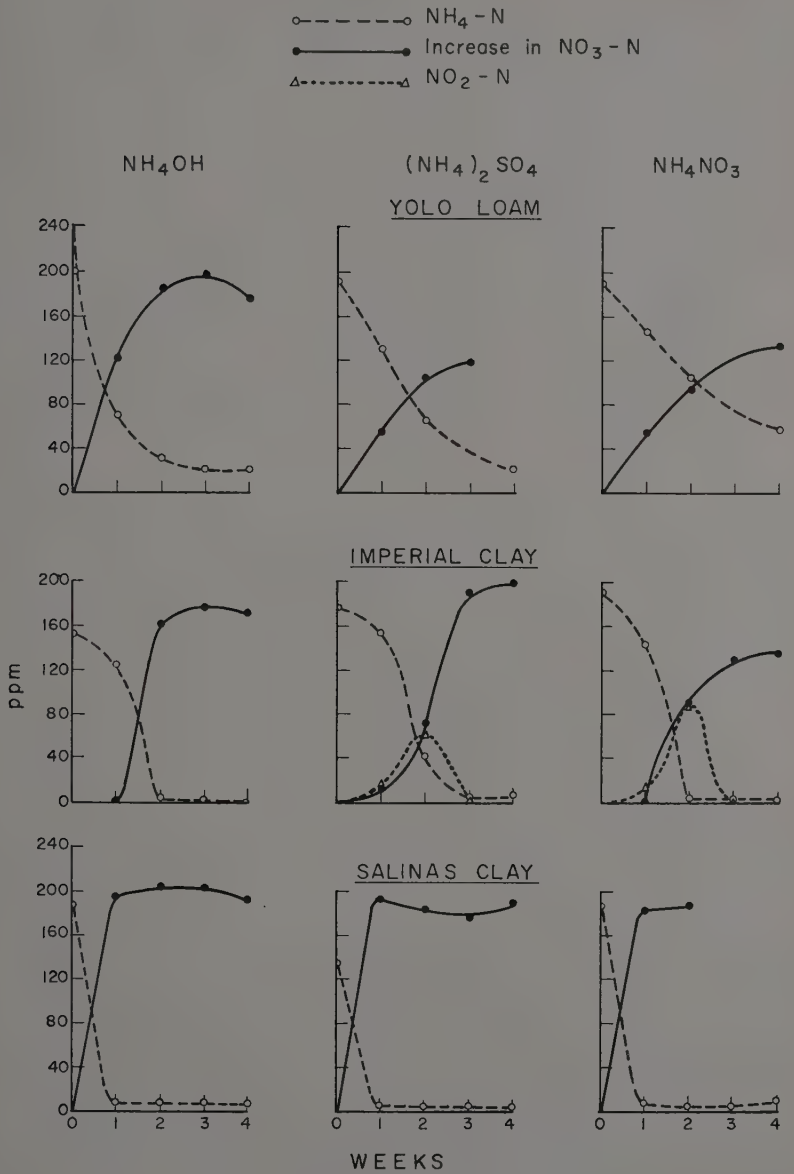 NH₄-N
Increase in NO₃-N
NO₂-N
NH₄OH
(NH₄)₂SO₄
NH₄NO₃
YOLO LOAM
240
200
160
120
80
40
0
IMPERIAL CLAY
200
160
120
80
40
0
ppm
SALINAS CLAY
240
200
160
120
80
40
0
0 1 2 3 4 0 1 2 3 4 0 1 2 3 4
WEEKS